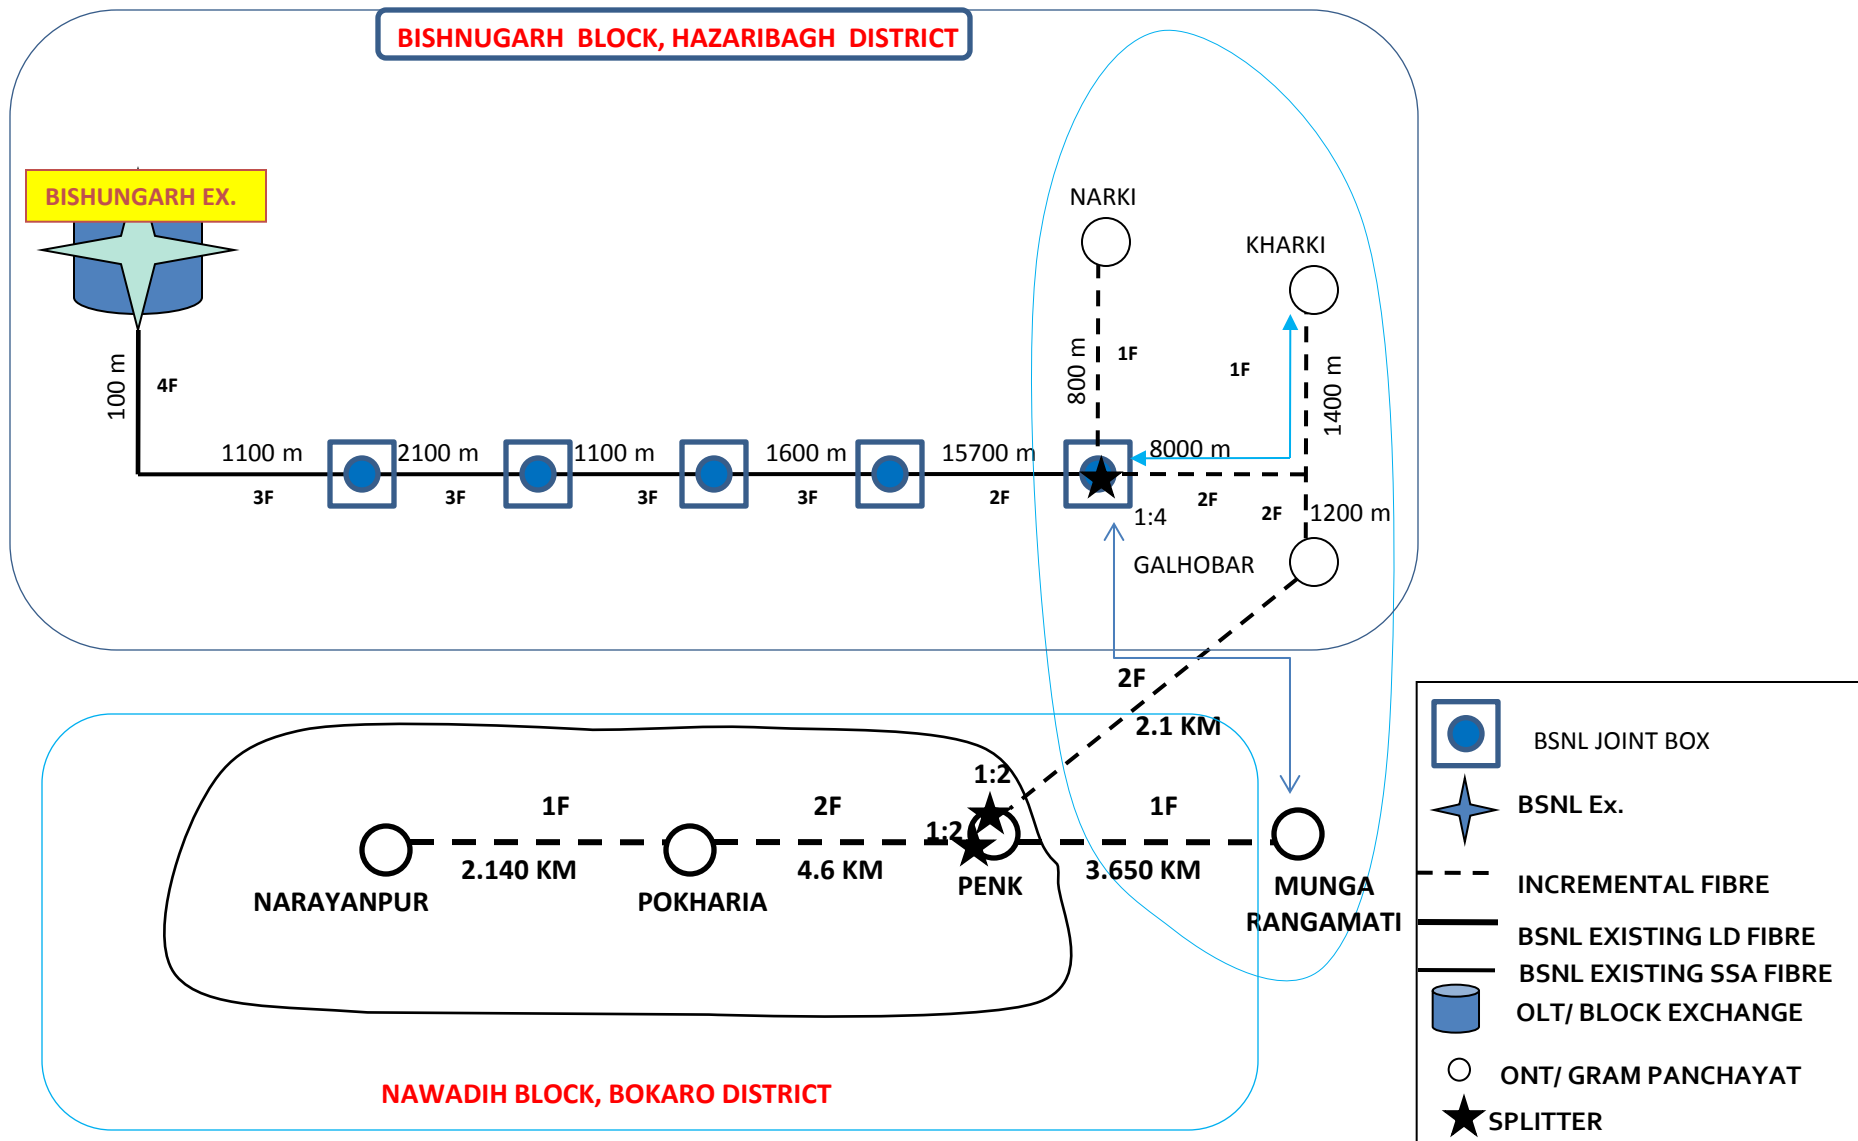 BISHNUGARH BLOCK, HAZARIBAGH DISTRICT
BISHUNGARH EX.
NARKI
KHARKI
100 m
4F
800 m
1F
1F
1400 m
1100 m
2100 m
1100 m
1600 m
15700 m
8000 m
3F
3F
3F
3F
2F
2F
2F
1200 m
1:4
GALHOBAR
2F
2.1 KM
1:2
1F
2F
1:2
1F
2.140 KM
4.6 KM
PENK
3.650 KM
NARAYANPUR
POKHARIA
MUNGA
RANGAMATI
NAWADIH BLOCK, BOKARO DISTRICT
BSNL JOINT BOX
BSNL Ex.
INCREMENTAL FIBRE
BSNL EXISTING LD FIBRE
BSNL EXISTING SSA FIBRE
OLT/ BLOCK EXCHANGE
ONT/ GRAM PANCHAYAT
SPLITTER